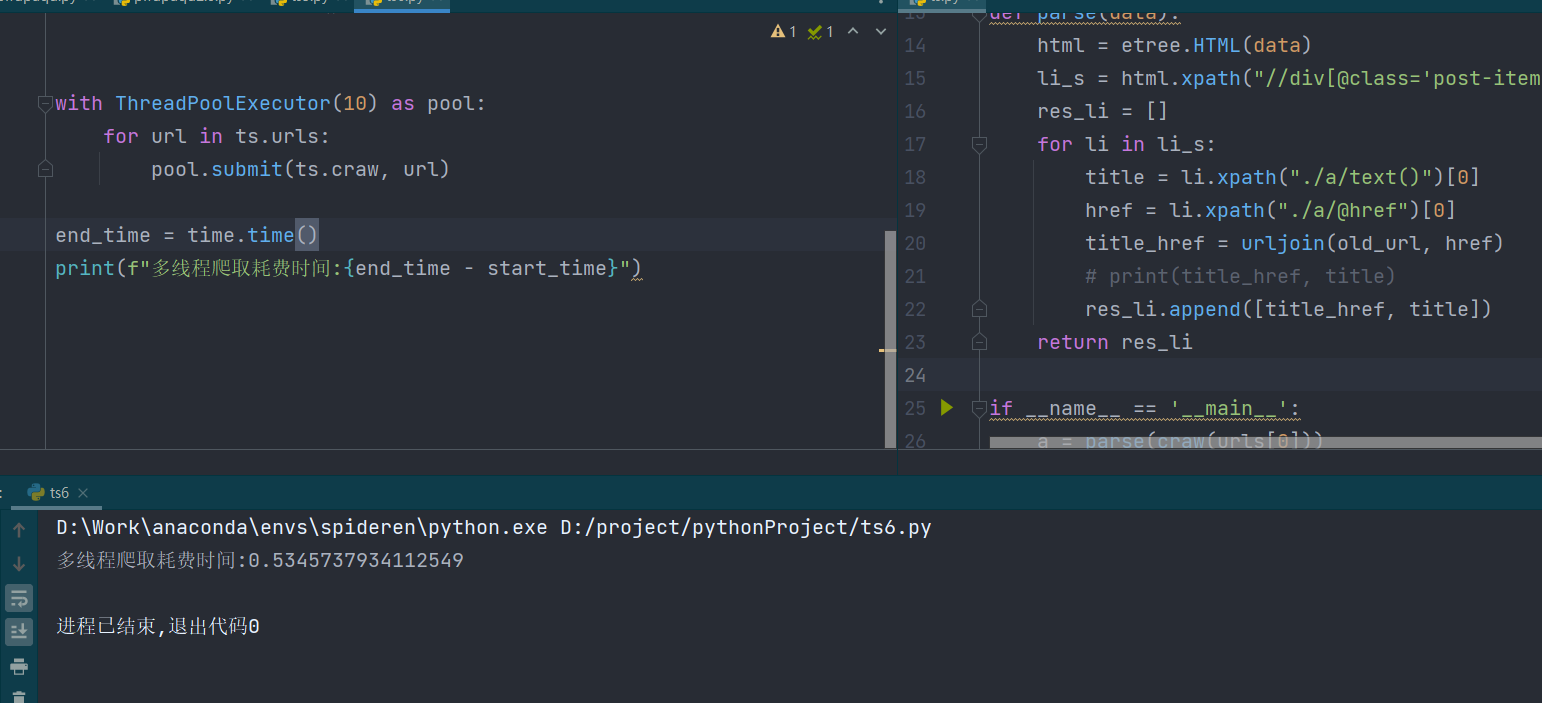 1 1
with ThreadPoolExecutor(10) as pool:
for url in ts.urls:
pool.submit(ts.craw, url)
end_time = time.time()
print(f"多线程爬取耗费时间:{end_time - start_time}")
def parse(data):
14 html = etree.HTML(data)
15 li_s = html.xpath("//div[@class='post-item
16 res_li = []
17 for li in li_s:
18 title = li.xpath("./a/text()")[0]
19 href = li.xpath("./a/@href")[0]
20 title_href = urljoin(old_url, href)
21 # print(title_href, title)
22 res_li.append([title_href, title])
23 return res_li
24
25 if __name__ == '__main__':
26 a = parse(craw(urls[0]))
ts6
D:\Work\anaconda\envs\spideren\python.exe D:/project/pythonProject/ts6.py
多线程爬取耗费时间:0.5345737934112549
进程已结束,退出代码0